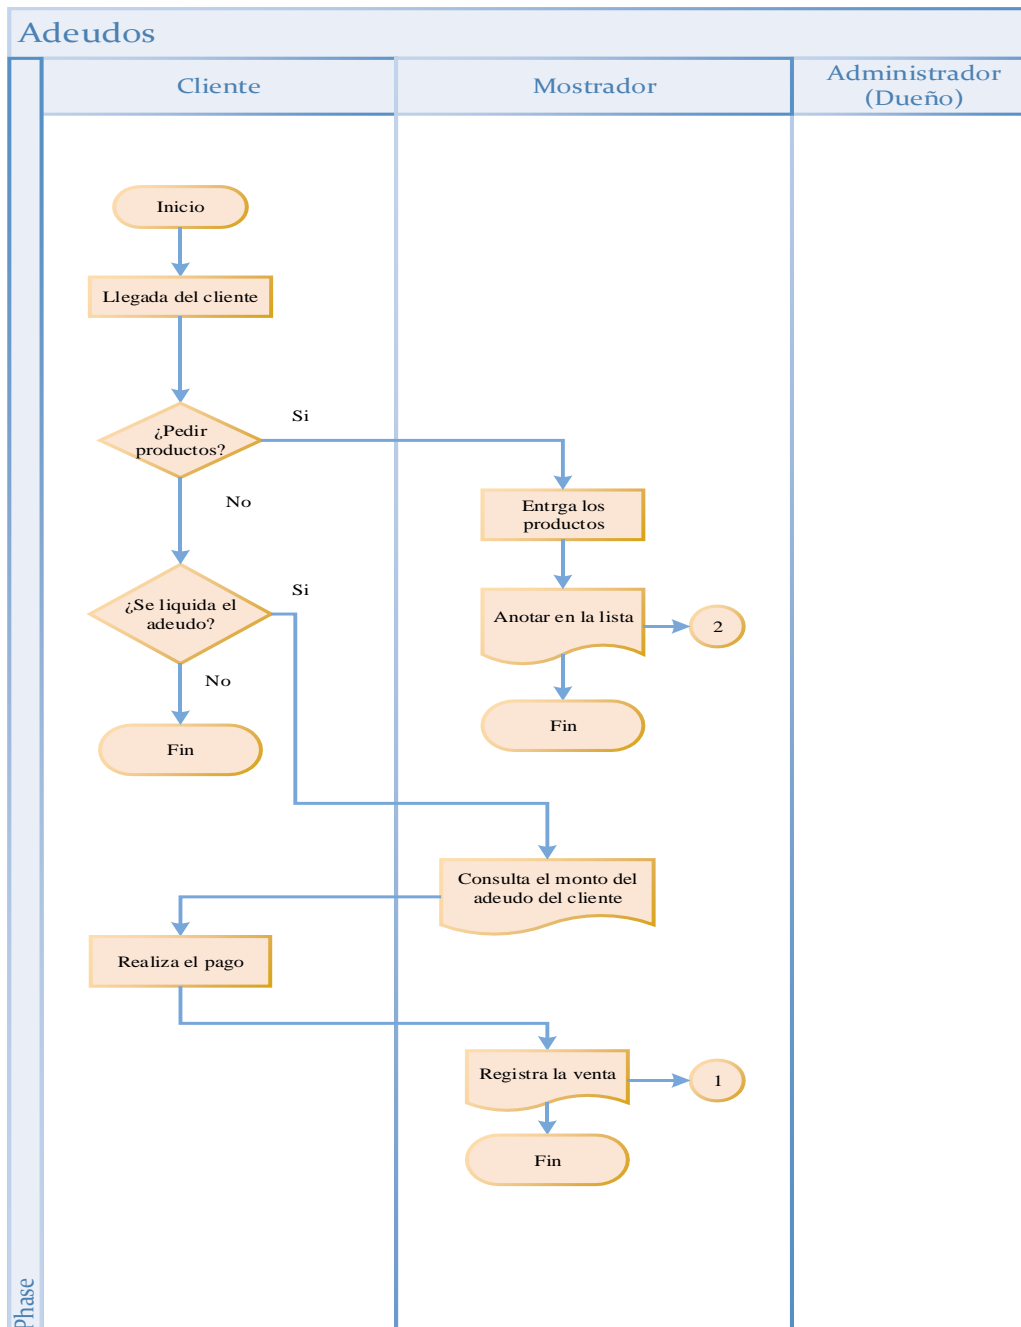 Adeudos
Cliente
Mostrador
Administrador
(Dueño)
Inicio
Llegada del cliente
¿Pedir
productos?
Si
No
Entrga los
productos
¿Se liquida el
adeudo?
Si
No
Anotar en la lista
2
Fin
Fin
Consulta el monto del
adeudo del cliente
Realiza el pago
Registra la venta
1
Fin
Phase